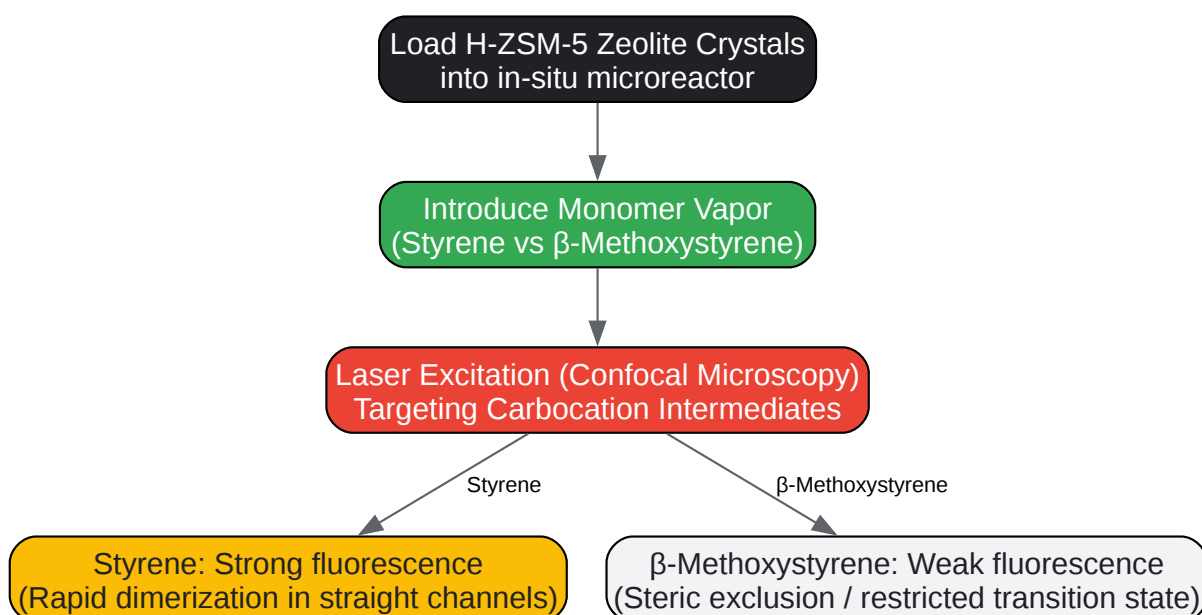 Load H-ZSM-5 Zeolite Crystals
into in-situ microreactor
Introduce Monomer Vapor
(Styrene vs β-Methoxystyrene)
Laser Excitation (Confocal Microscopy)
Targeting Carbocation Intermediates
Styrene
β-Methoxystyrene
Styrene: Strong fluorescence
(Rapid dimerization in straight channels)
β-Methoxystyrene: Weak fluorescence
(Steric exclusion / restricted transition state)